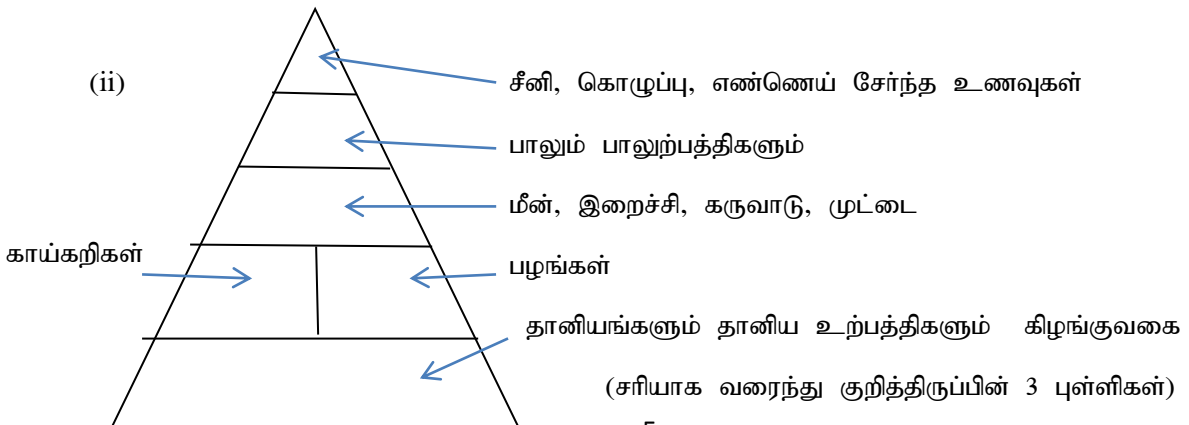 (ii)
சீனி, கொழுப்பு, எண்ணெய் சேர்ந்த உணவுகள்
பாலும் பாலுற்பத்திகளும்
மீன், இறைச்சி, கருவாடு, முட்டை
காய்கறிகள்
பழங்கள்
தானியங்களும் தானிய உற்பத்திகளும் கிழங்குவகை
(சரியாக வரைந்து குறித்திருப்பின் 3 புள்ளிகள்)